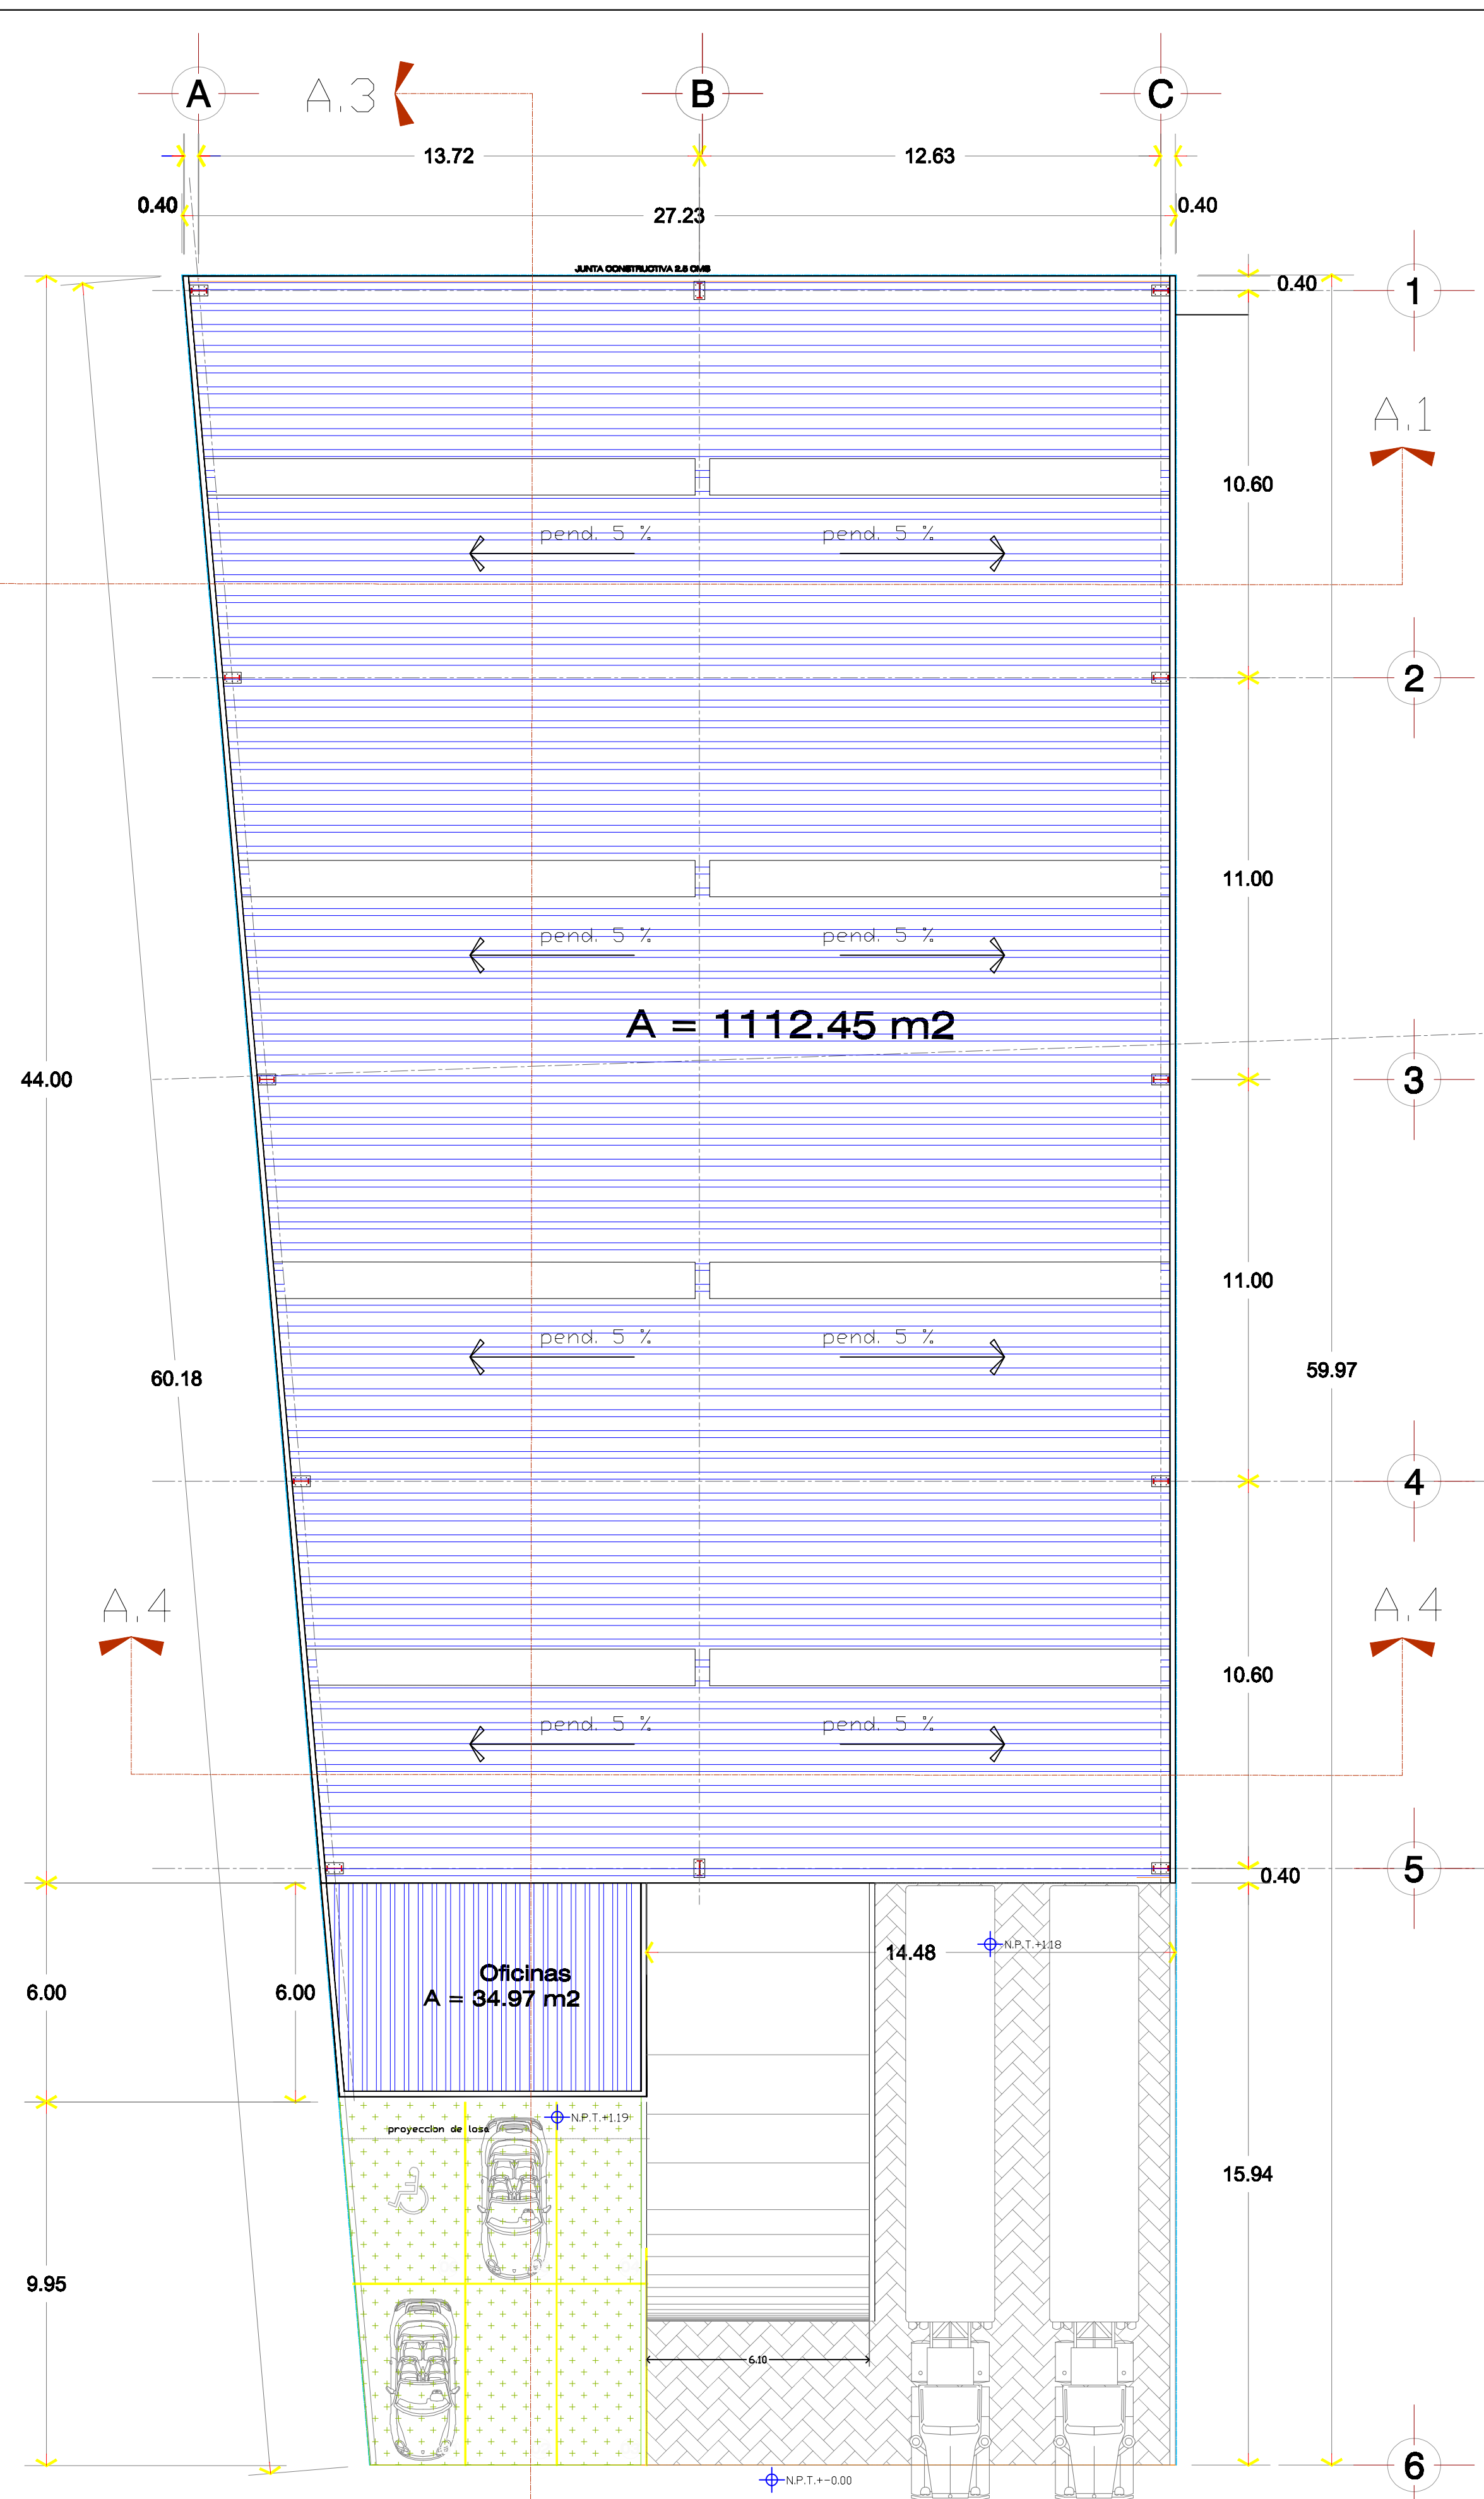 A
A.3
B
C
13.72
12.63
0.40
27.23
0.40
JUNTA CONSTRUCTIVA 2.5 CMS
0.40
1
A.1
10.60
pend. 5 %
pend. 5 %
2
11.00
pend. 5 %
pend. 5 %
A = 1112.45 m2
44.00
3
11.00
pend. 5 %
pend. 5 %
60.18
59.97
4
A.4
A.4
10.60
pend. 5 %
pend. 5 %
5
0.40
14.48
N.P.T.+1.18
Oficinas
A = 34.97 m2
6.00
6.00
N.P.T.+1.19
proyeccion de losa
15.94
9.95
6.10
6
N.P.T.+-0.00